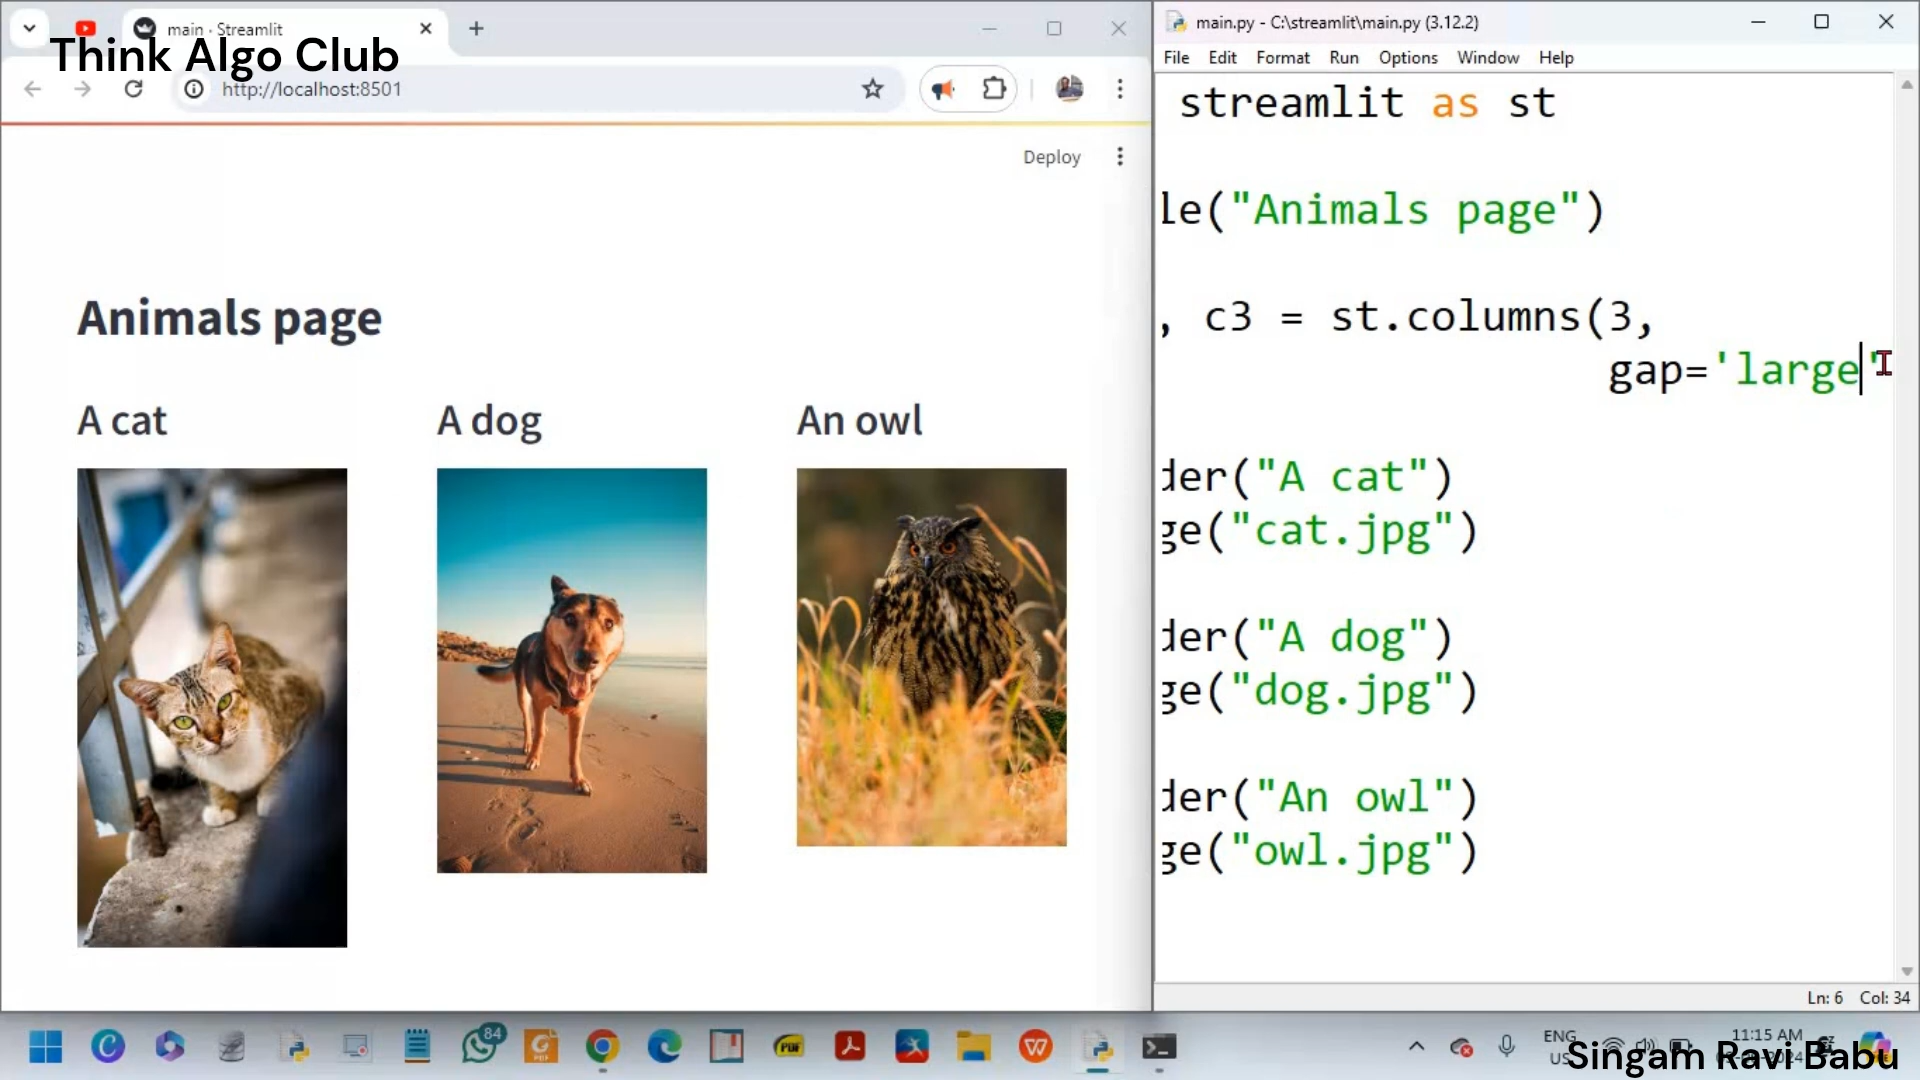 main · Streamlit
Think Algo Club
http://localhost:8501
Deploy
Animals page
A cat
A dog
An owl
main.py - C:\streamlit\main.py (3.12.2)
File Edit Format Run Options Window Help
streamlit as st
le("Animals page")
, c3 = st.columns(3,
gap='large'
der("A cat")
ge("cat.jpg")
der("A dog")
ge("dog.jpg")
der("An owl")
ge("owl.jpg")
Ln: 6 Col: 34
84
PDF
ENG
US
11:15 AM
Singam Ravi Babu